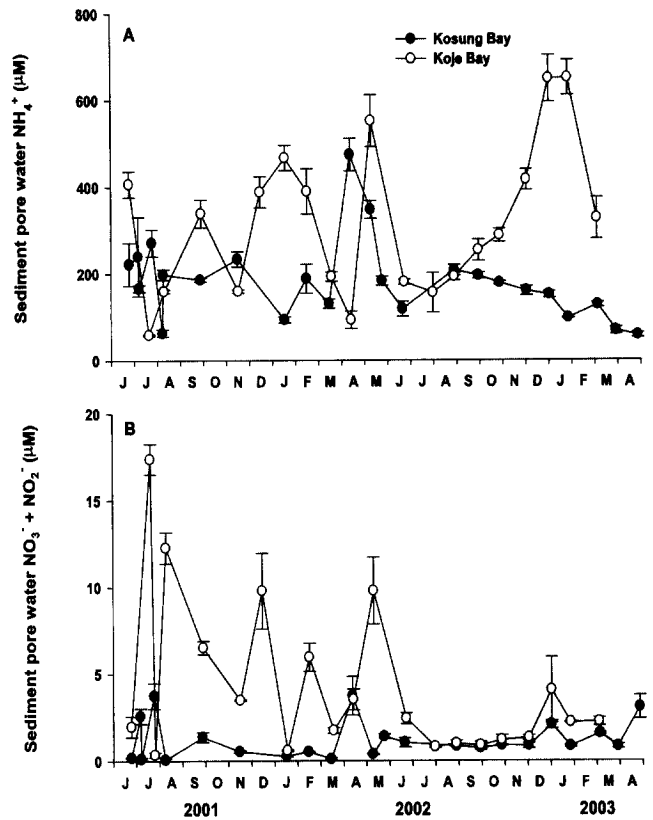 A
Kosung Bay
Koje Bay
Sediment pore water NH₄⁺ (µM)
800
600
400
200
0
J J A S N D J F M A M J J A S O N D J F M A
B
Sediment pore water NO₃⁻ + NO₂⁻ (µM)
20
15
10
5
0
J J A S O N D J F M A M J J A S O N D J F M A
2001 2002 2003